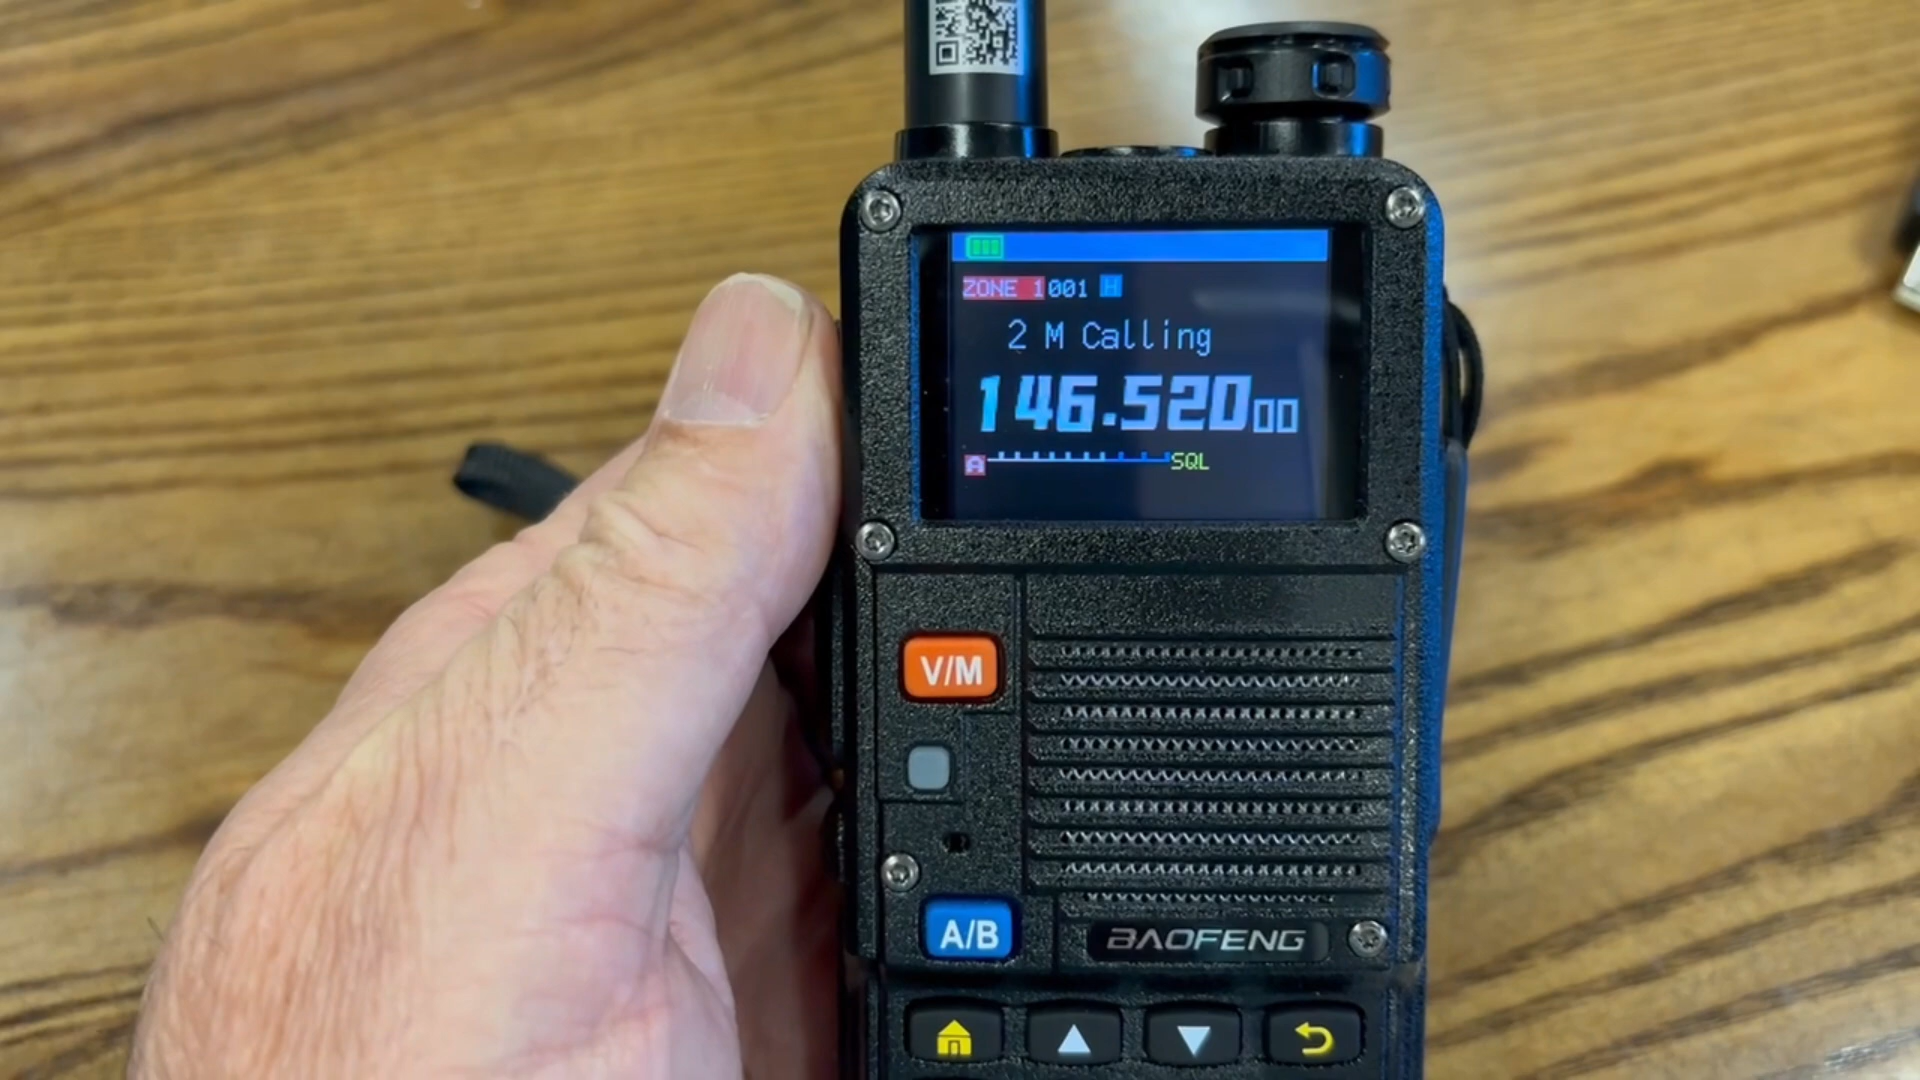 ZONE 1 001 H
2 M Calling
146.52000
A SQL
V/M
A/B
BAOFENG